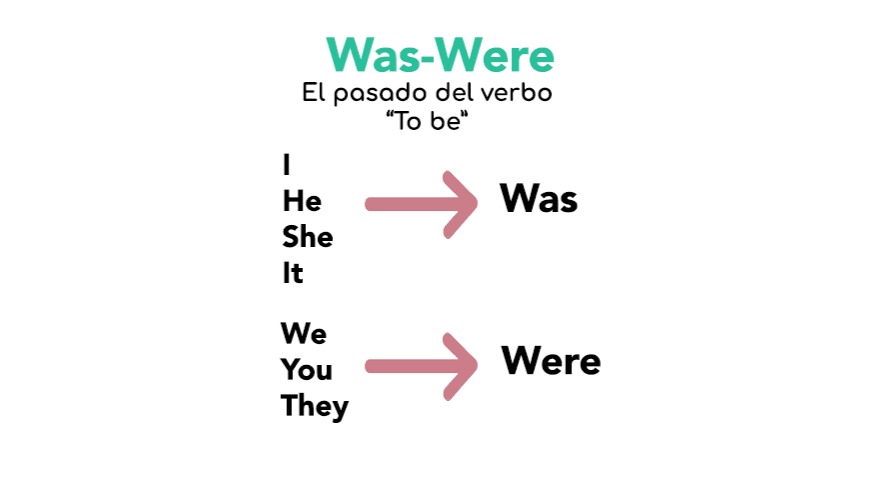 Was-Were
El pasado del verbo
“To be”
I
He
She
It
Was
We
You
They
Were